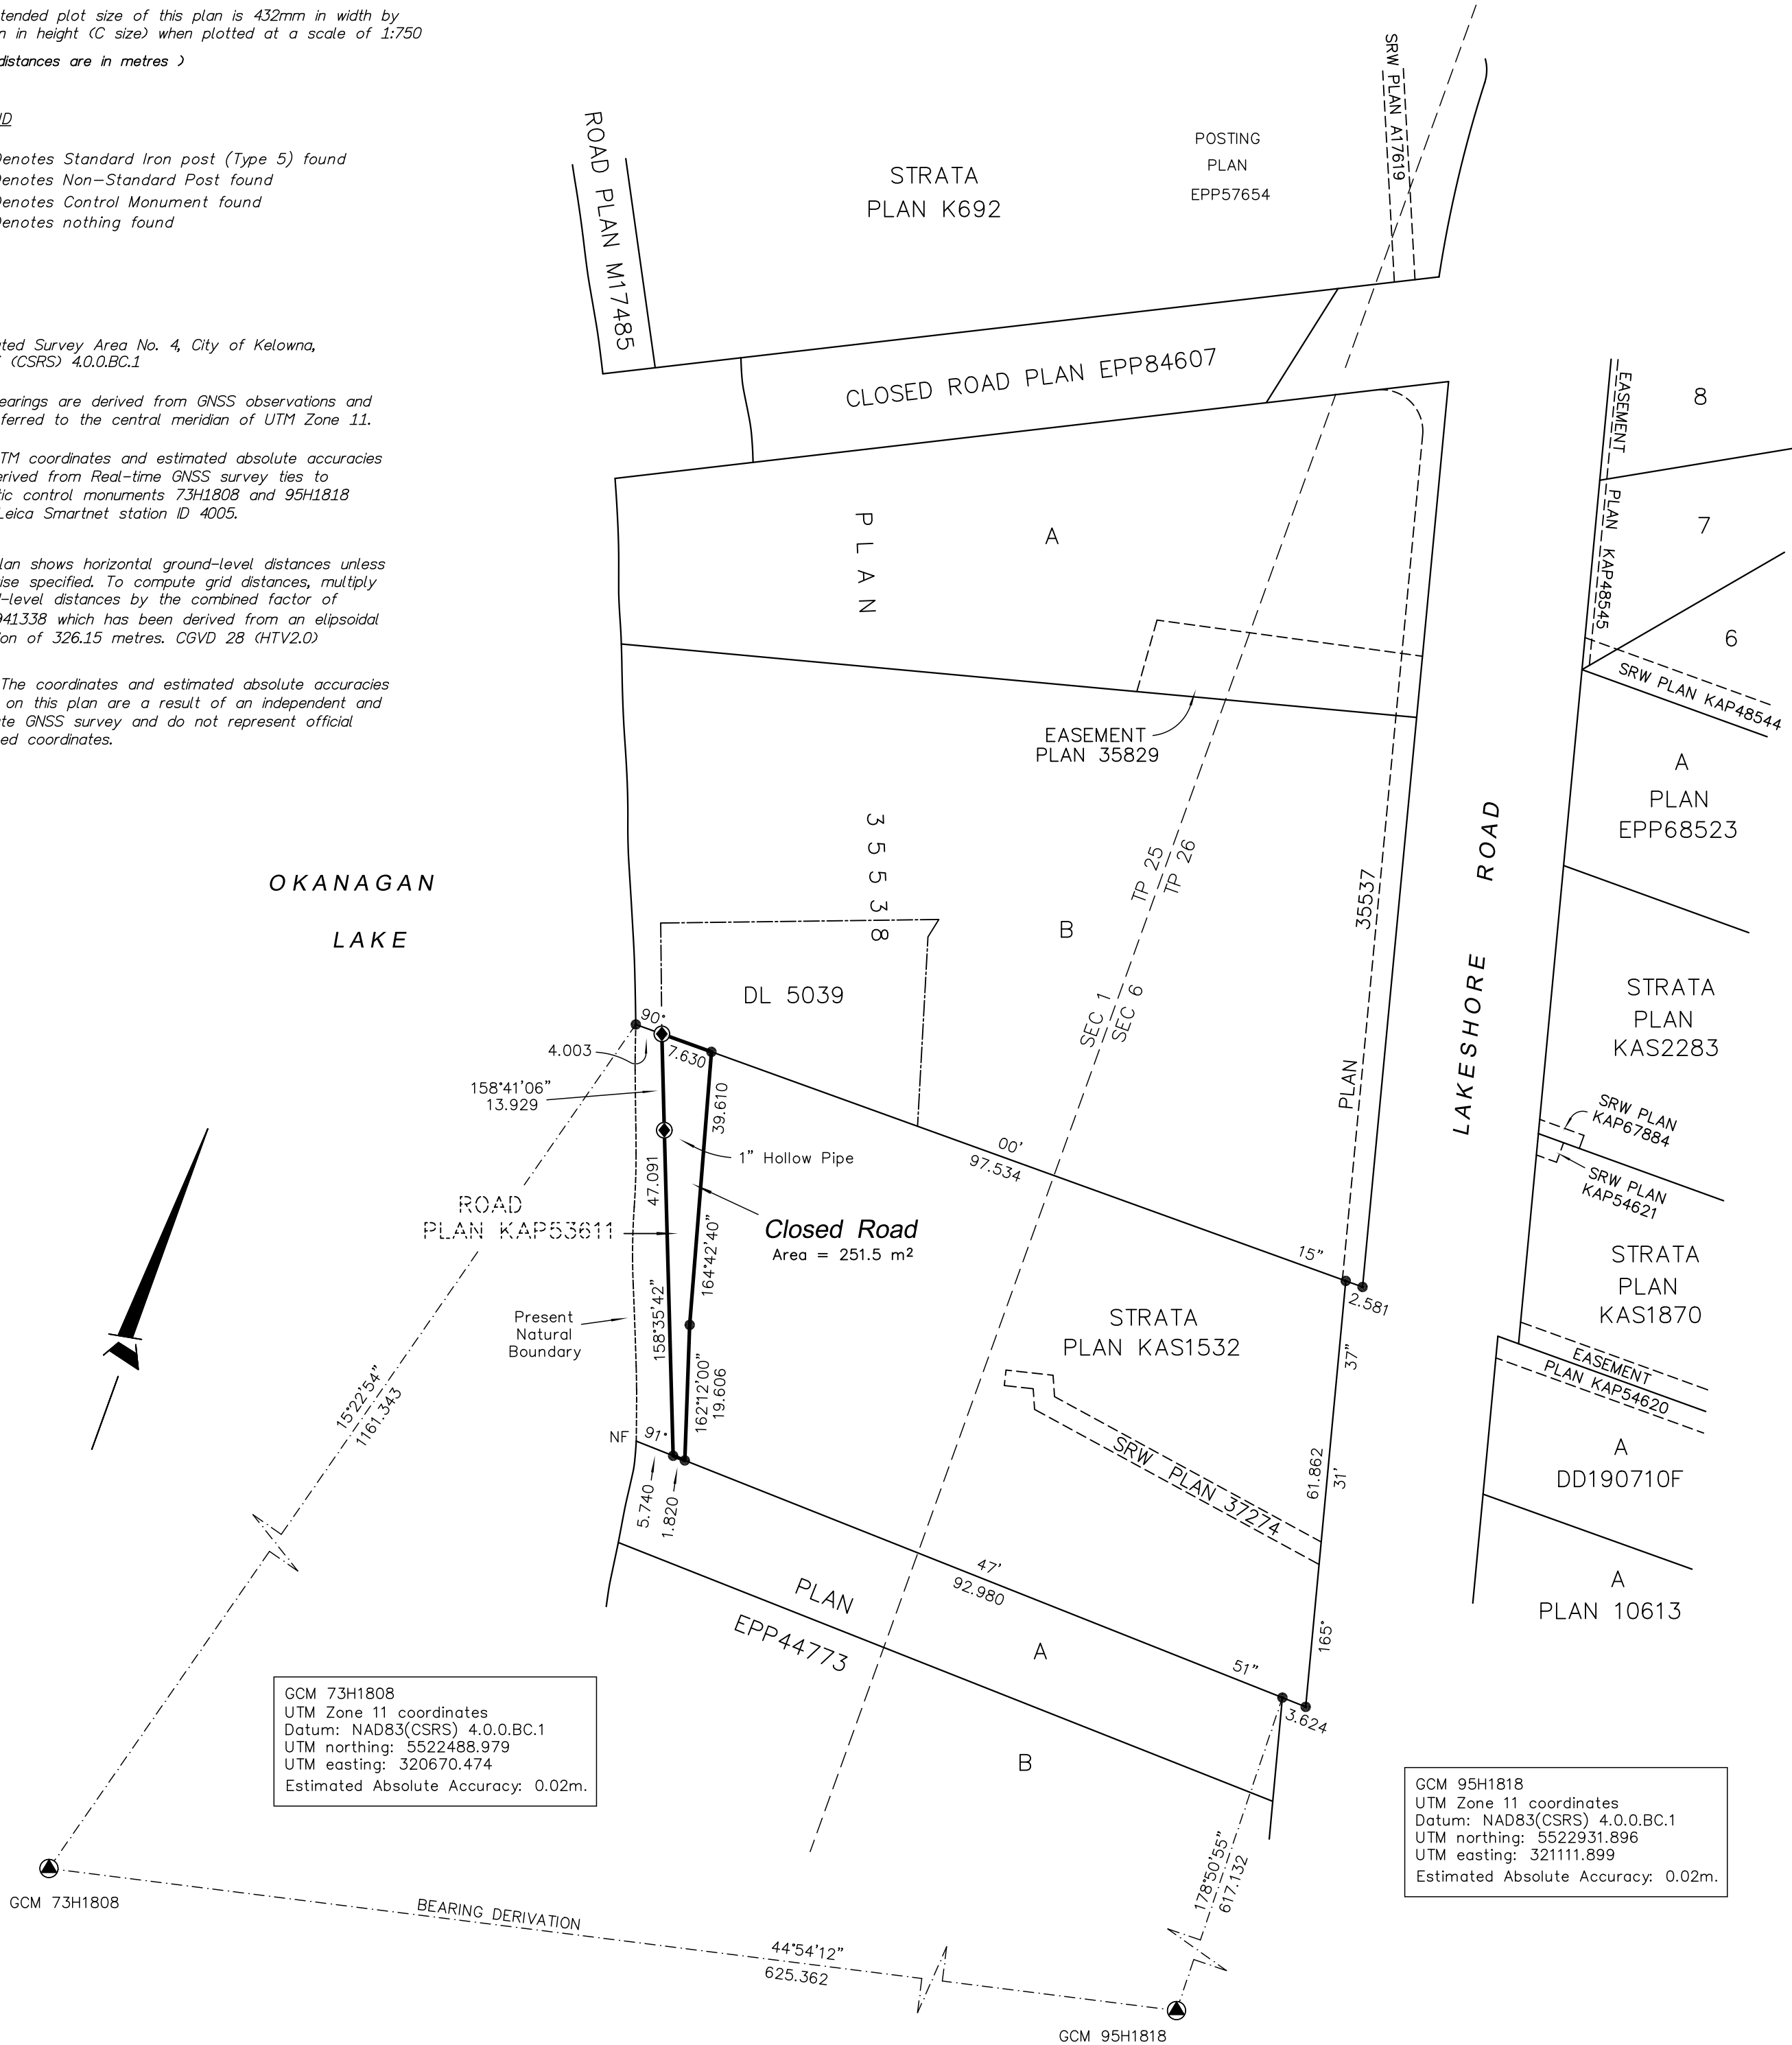 tended plot size of this plan is 432mm in width by
in height (C size) when plotted at a scale of 1:750
distances are in metres )
Denotes Standard Iron post (Type 5) found
Denotes Non-Standard Post found
Denotes Control Monument found
Denotes nothing found
ted Survey Area No. 4, City of Kelowna,
(CSRS) 4.0.0.BC.1
earings are derived from GNSS observations and
ferred to the central meridian of UTM Zone 11.
TM coordinates and estimated absolute accuracies
erived from Real-time GNSS survey ties to
tic control monuments 73H1808 and 95H1818
Leica Smartnet station ID 4005.
lan shows horizontal ground-level distances unless
ise specified. To compute grid distances, multiply
-level distances by the combined factor of
941338 which has been derived from an elipsoidal
ion of 326.15 metres. CGVD 28 (HTV2.0)
The coordinates and estimated absolute accuracies
on this plan are a result of an independent and
te GNSS survey and do not represent official
ed coordinates.
ROAD PLAN M17485
STRATA
PLAN K692
POSTING
PLAN
EPP57654
SRW PLAN A17619
CLOSED ROAD PLAN EPP84607
EASEMENT
PLAN KAP48545
8
7
6
SRW PLAN KAP48544
PLAN
35538
A
EASEMENT
PLAN 35829
A
PLAN
EPP68523
OKANAGAN
LAKE
TP 25
TP 26
SEC 1
SEC 6
B
35537
PLAN
LAKESHORE ROAD
STRATA
PLAN
KAS2283
DL 5039
90°
4.003
7.630
158°41'06"
13.929
39.610
1" Hollow Pipe
00'
97.534
15"
2.581
SRW PLAN
KAP67884
SRW PLAN
KAP54621
47.091
ROAD
PLAN KAP53611
Closed Road
Area = 251.5 m²
164°42'40"
158°35'42"
Present
Natural
Boundary
162°12'00"
19.606
STRATA
PLAN KAS1532
STRATA
PLAN
KAS1870
EASEMENT
PLAN KAP54620
37"
31'
61.862
165°
15°22'54"
1161.343
NF
91°
5.740
1.820
SRW PLAN 37274
A
DD190710F
A
PLAN 10613
47'
92.980
51"
3.624
PLAN
EPP44773
A
B
GCM 73H1808
UTM Zone 11 coordinates
Datum: NAD83(CSRS) 4.0.0.BC.1
UTM northing: 5522488.979
UTM easting: 320670.474
Estimated Absolute Accuracy: 0.02m.
GCM 95H1818
UTM Zone 11 coordinates
Datum: NAD83(CSRS) 4.0.0.BC.1
UTM northing: 5522931.896
UTM easting: 321111.899
Estimated Absolute Accuracy: 0.02m.
178°50'55"
617.132
GCM 73H1808
BEARING DERIVATION
44°54'12"
625.362
GCM 95H1818